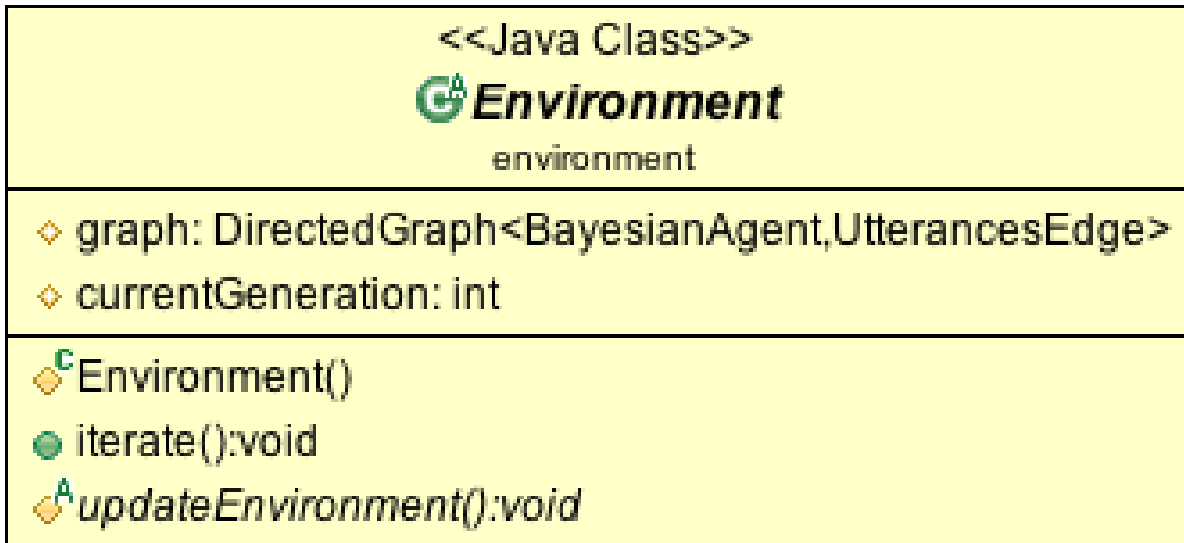 <<Java Class>>
Environment
environment
graph: DirectedGraph<BayesianAgent,UtterancesEdge>
currentGeneration: int
Environment()
iterate():void
updateEnvironment():void